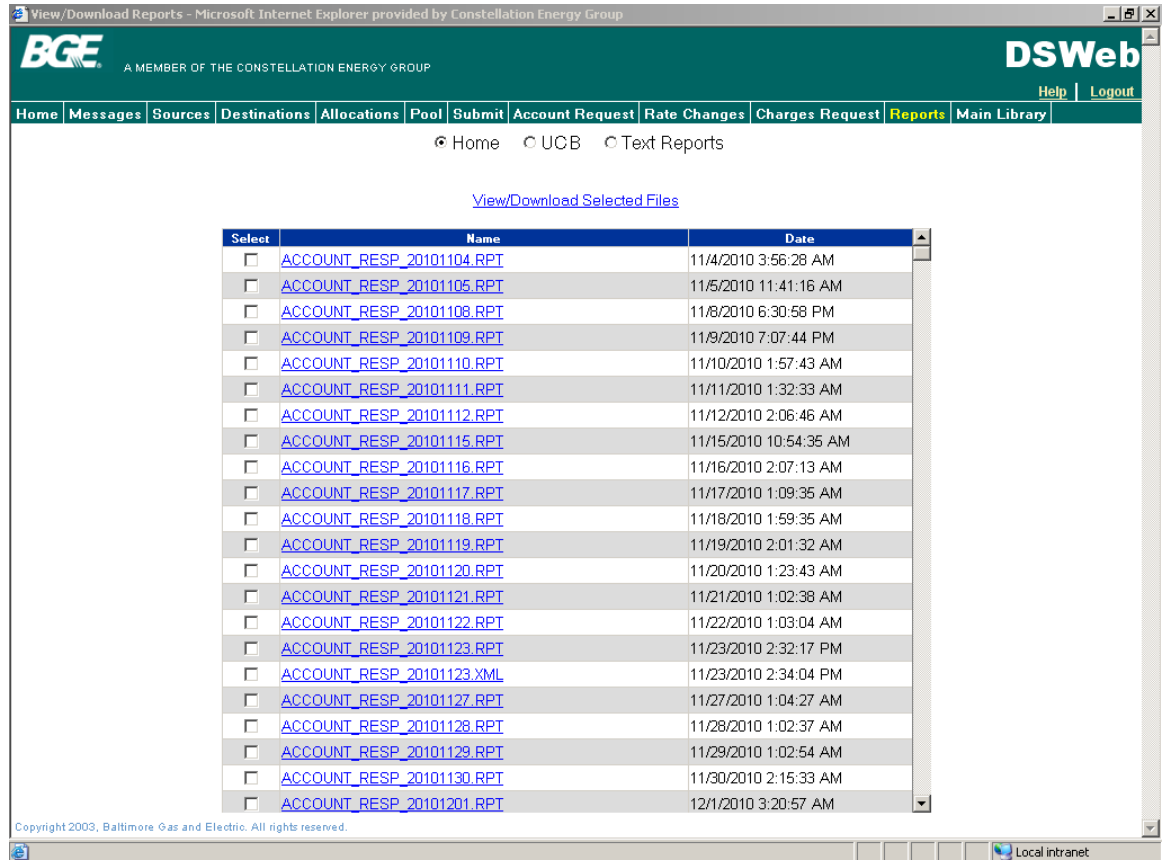 View/Download Reports - Microsoft Internet Explorer provided by Constellation Energy Group
BGE. A MEMBER OF THE CONSTELLATION ENERGY GROUP
DSWeb
Help | Logout
Home Messages Sources Destinations Allocations Pool Submit Account Request Rate Changes Charges Request Reports Main Library
Home UCB Text Reports
View/Download Selected Files
Select Name Date
ACCOUNT_RESP_20101104.RPT 11/4/2010 3:56:28 AM
ACCOUNT_RESP_20101105.RPT 11/5/2010 11:41:16 AM
ACCOUNT_RESP_20101108.RPT 11/8/2010 6:30:58 PM
ACCOUNT_RESP_20101109.RPT 11/9/2010 7:07:44 PM
ACCOUNT_RESP_20101110.RPT 11/10/2010 1:57:43 AM
ACCOUNT_RESP_20101111.RPT 11/11/2010 1:32:33 AM
ACCOUNT_RESP_20101112.RPT 11/12/2010 2:06:46 AM
ACCOUNT_RESP_20101115.RPT 11/15/2010 10:54:35 AM
ACCOUNT_RESP_20101116.RPT 11/16/2010 2:07:13 AM
ACCOUNT_RESP_20101117.RPT 11/17/2010 1:09:35 AM
ACCOUNT_RESP_20101118.RPT 11/18/2010 1:59:35 AM
ACCOUNT_RESP_20101119.RPT 11/19/2010 2:01:32 AM
ACCOUNT_RESP_20101120.RPT 11/20/2010 1:23:43 AM
ACCOUNT_RESP_20101121.RPT 11/21/2010 1:02:38 AM
ACCOUNT_RESP_20101122.RPT 11/22/2010 1:03:04 AM
ACCOUNT_RESP_20101123.RPT 11/23/2010 2:32:17 PM
ACCOUNT_RESP_20101123.XML 11/23/2010 2:34:04 PM
ACCOUNT_RESP_20101127.RPT 11/27/2010 1:04:27 AM
ACCOUNT_RESP_20101128.RPT 11/28/2010 1:02:37 AM
ACCOUNT_RESP_20101129.RPT 11/29/2010 1:02:54 AM
ACCOUNT_RESP_20101130.RPT 11/30/2010 2:15:33 AM
ACCOUNT_RESP_20101201.RPT 12/1/2010 3:20:57 AM
Copyright 2003, Baltimore Gas and Electric. All rights reserved.
Local intranet